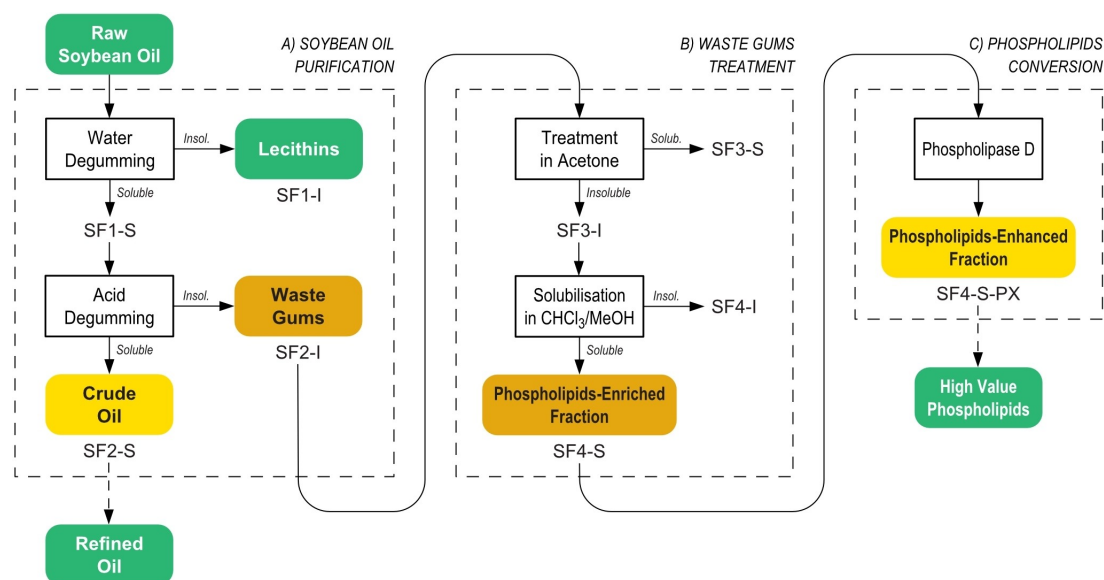 Raw
Soybean Oil
A) SOYBEAN OIL
PURIFICATION
Water
Degumming
Insol.
Lecithins
SF1-I
Soluble
SF1-S
Acid
Degumming
Insol.
Waste
Gums
SF2-I
Soluble
Crude
Oil
SF2-S
Refined
Oil
B) WASTE GUMS
TREATMENT
Treatment
in Acetone
Solub.
SF3-S
Insoluble
SF3-I
Solubilisation
in CHCl₃/MeOH
Insol.
SF4-I
Soluble
Phospholipids-Enriched
Fraction
SF4-S
C) PHOSPHOLIPIDS
CONVERSION
Phospholipase D
Phospholipids-Enhanced
Fraction
SF4-S-PX
High Value
Phospholipids